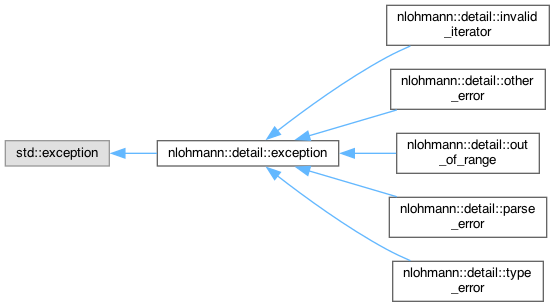 nlohmann::detail::invalid
_iterator
nlohmann::detail::other
_error
std::exception
nlohmann::detail::exception
nlohmann::detail::out
_of_range
nlohmann::detail::parse
_error
nlohmann::detail::type
_error